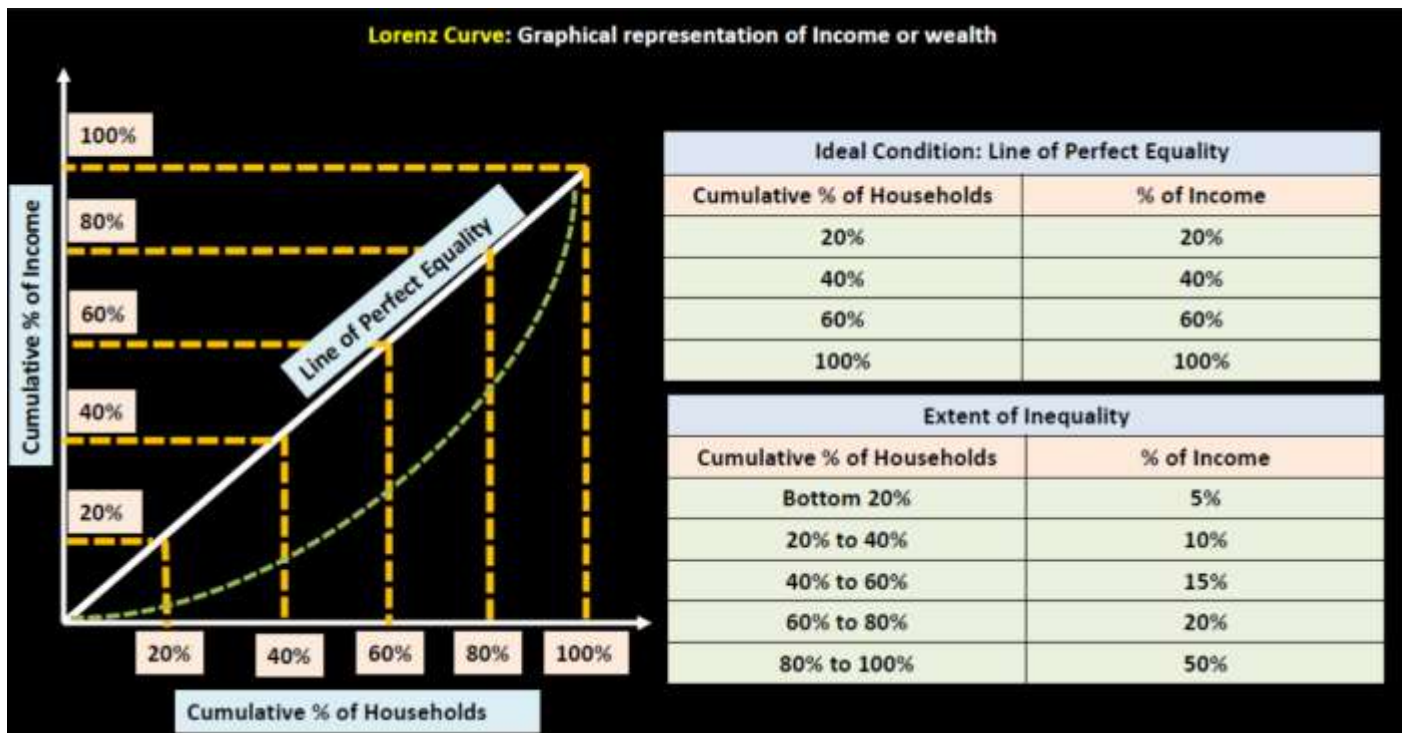 Lorenz Curve: Graphical representation of Income or wealth
Cumulative % of Income
100%
80%
60%
40%
20%
Line of Perfect Equality
20% 40% 60% 80% 100%
Cumulative % of Households
Ideal Condition: Line of Perfect Equality
Cumulative % of Households % of Income
20% 20%
40% 40%
60% 60%
100% 100%
Extent of Inequality
Cumulative % of Households % of Income
Bottom 20% 5%
20% to 40% 10%
40% to 60% 15%
60% to 80% 20%
80% to 100% 50%